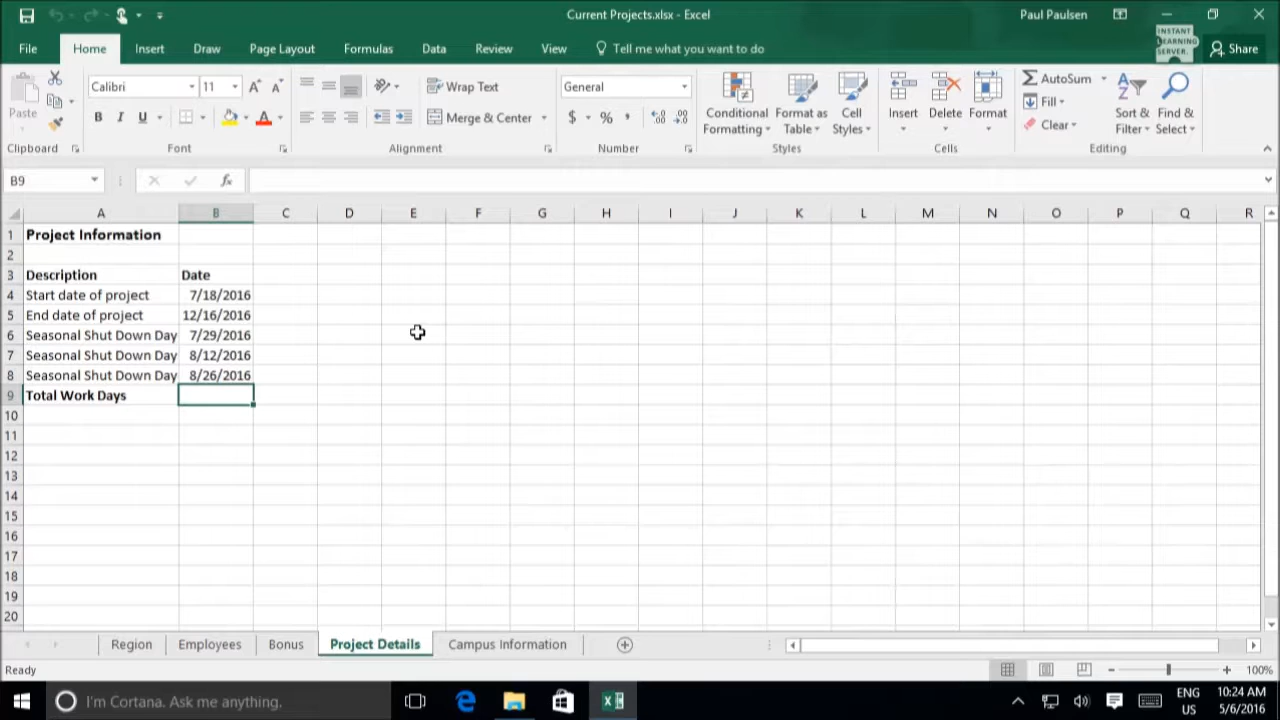 Current Projects.xlsx - Excel
Paul Paulsen
INSTANT
LEARNING
SERVER.
File Home Insert Draw Page Layout Formulas Data Review View Tell me what you want to do Share
Paste
Calibri 11
B I U
Wrap Text
Merge & Center
General
$ % ,
Conditional Formatting
Format as Table
Cell Styles
Insert
Delete
Format
AutoSum
Fill
Clear
Sort & Filter
Find & Select
Clipboard Font Alignment Number Styles Cells Editing
B9 fx
A B C D E F G H I J K L M N O P Q R
1 Project Information
2
3 Description Date
4 Start date of project 7/18/2016
5 End date of project 12/16/2016
6 Seasonal Shut Down Day 7/29/2016
7 Seasonal Shut Down Day 8/12/2016
8 Seasonal Shut Down Day 8/26/2016
9 Total Work Days
10
11
12
13
14
15
16
17
18
19
20
Region Employees Bonus Project Details Campus Information
Ready 100%
I'm Cortana. Ask me anything.
ENG
US
10:24 AM
5/6/2016